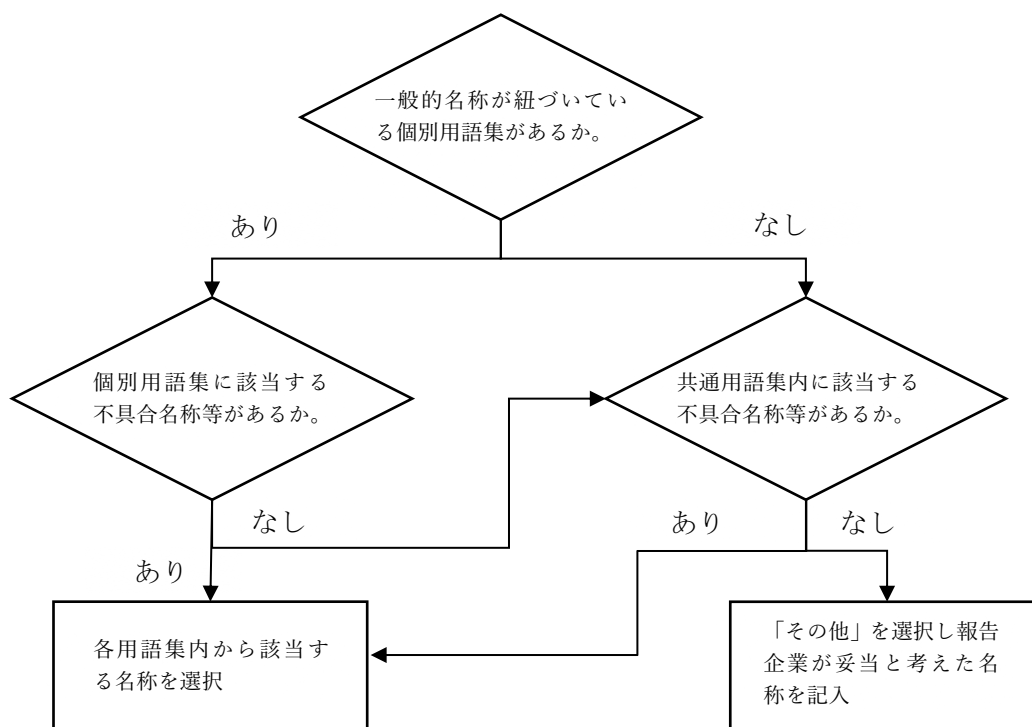 一般的名称が紐づいてい
る個別用語集があるか。
あり
なし
個別用語集に該当する
不具合名称等があるか。
共通用語集内に該当する
不具合名称等があるか。
なし
あり
あり
なし
各用語集内から該当す
る名称を選択
「その他」を選択し報告
企業が妥当と考えた名
称を記入